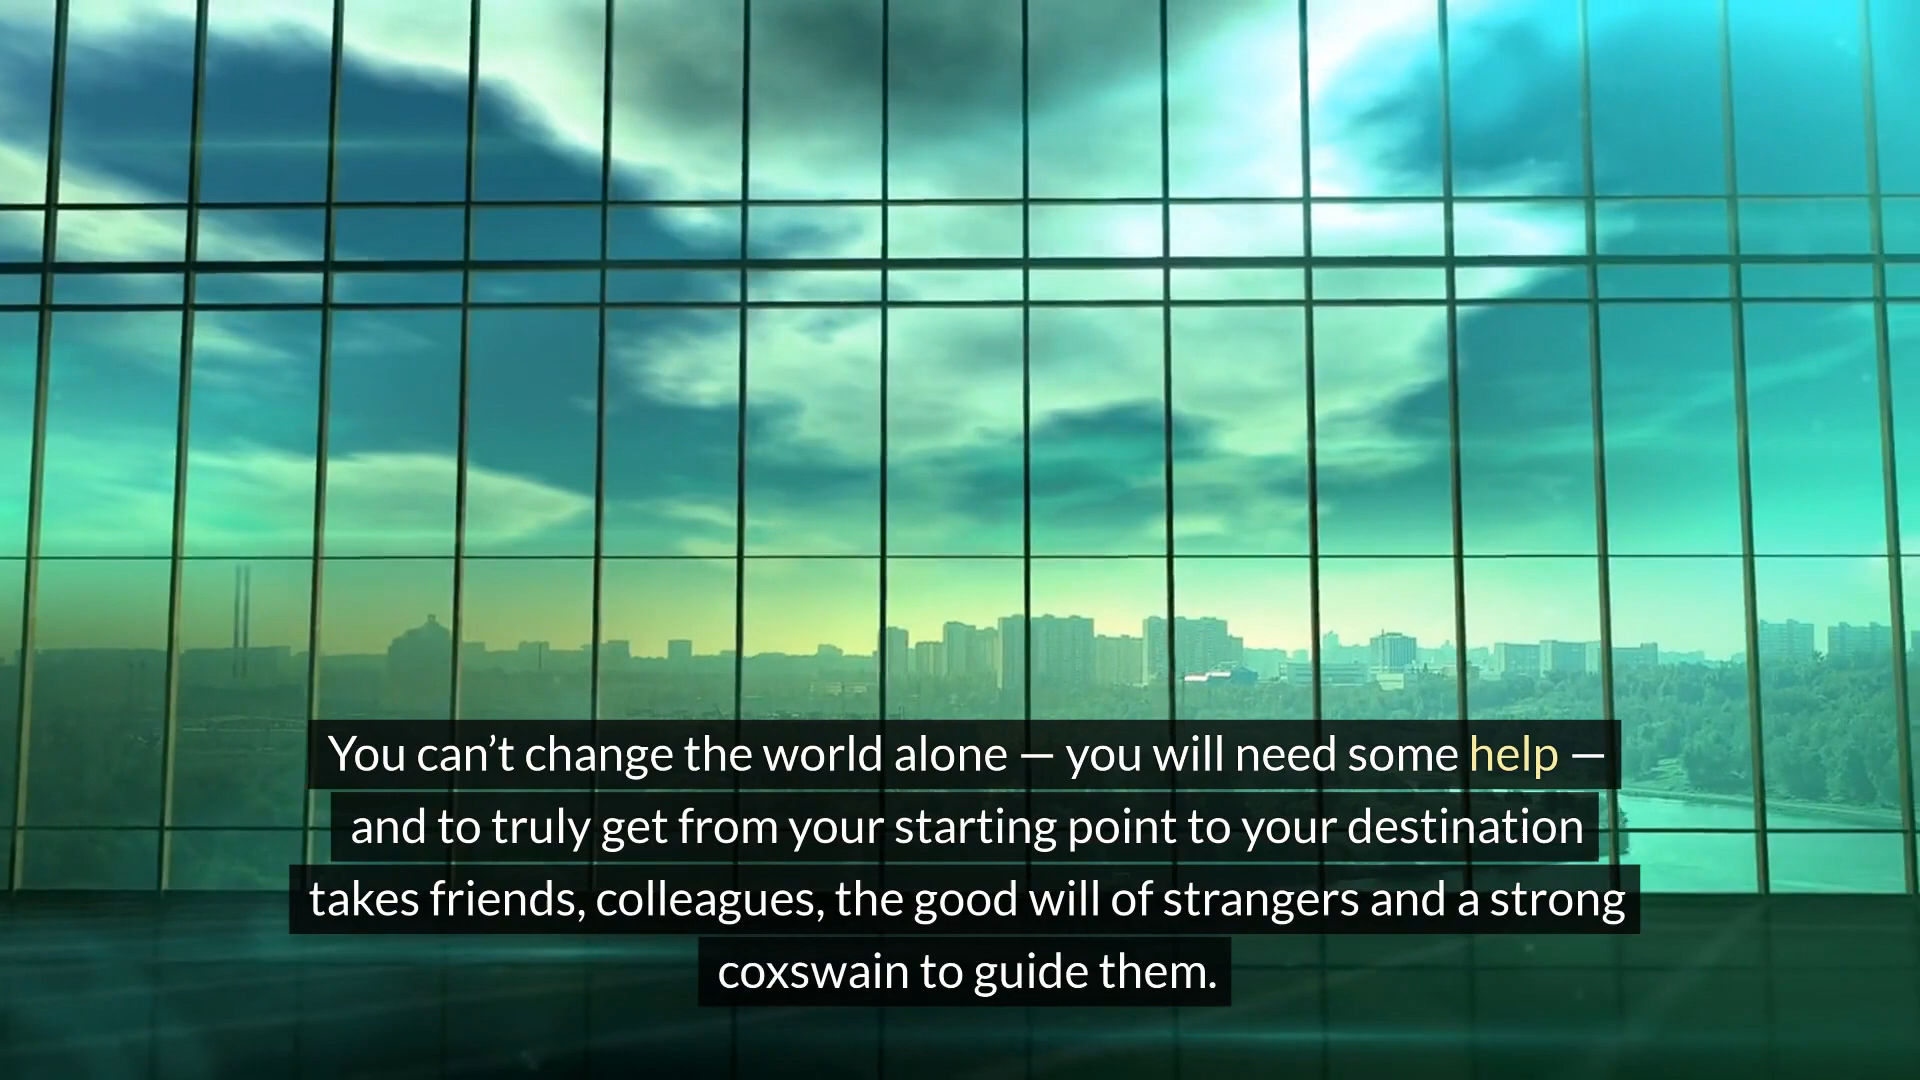 You can’t change the world alone — you will need some help —
and to truly get from your starting point to your destination
takes friends, colleagues, the good will of strangers and a strong
coxswain to guide them.